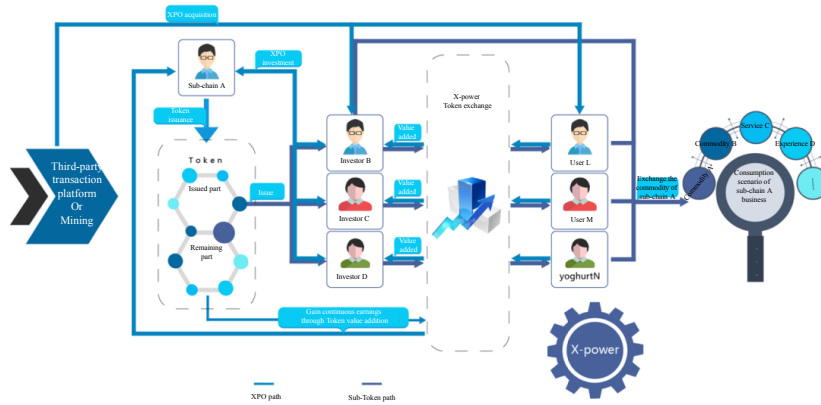 XPO acquisition
Third-party
transaction
platform
Or
Mining
Sub-chain A
XPO
investment
Token
issuance
Token
Issued part
Remaining
part
Issue
Investor B
Investor C
Investor D
Value
added
Value
added
Value
added
X-power
Token exchange
User L
User M
yoghurtN
Exchange the
commodity of
sub-chain A
Commodity N
Commodity B
Service C
Experience D
Consumption
scenario of
sub-chain A
business
Gain continuous earnings
through Token value addition
X-power
XPO path
Sub-Token path